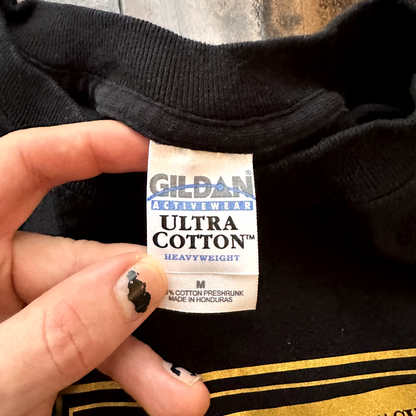 GILDAN
ACTIVEWEAR
ULTRA
COTTON™
HEAVYWEIGHT
M
% COTTON PRESHRUNK
MADE IN HONDURAS